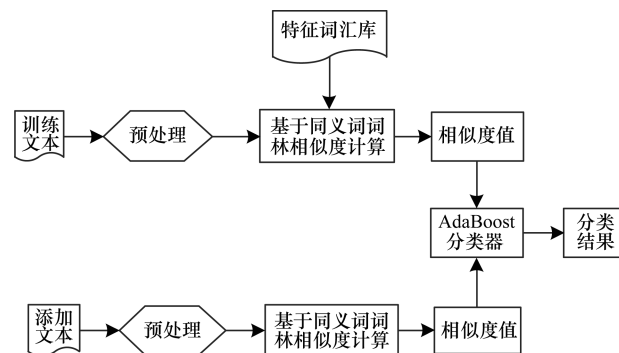 特征词汇库
训练
文本
预处理
基于同义词词
林相似度计算
相似度值
AdaBoost
分类器
分类
结果
添加
文本
预处理
基于同义词词
林相似度计算
相似度值